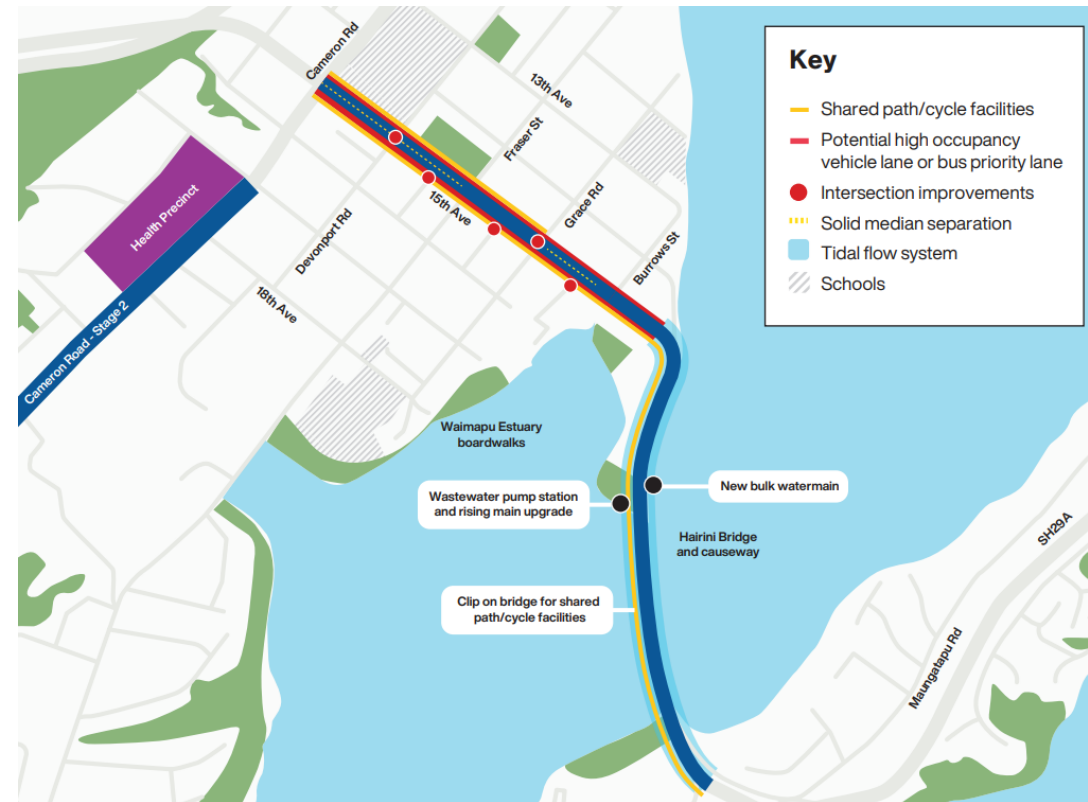 Cameron Rd
13th Ave
Fraser St
15th Ave
Grace Rd
Burrows St
Devonport Rd
18th Ave
Health Precinct
Cameron Road - Stage 2
Waimapu Estuary
boardwalks
Wastewater pump station
and rising main upgrade
New bulk watermain
Hairini Bridge
and causeway
Clip on bridge for shared
path/cycle facilities
SH29A
Maungatapu Rd
Key
Shared path/cycle facilities
Potential high occupancy
vehicle lane or bus priority lane
Intersection improvements
Solid median separation
Tidal flow system
Schools